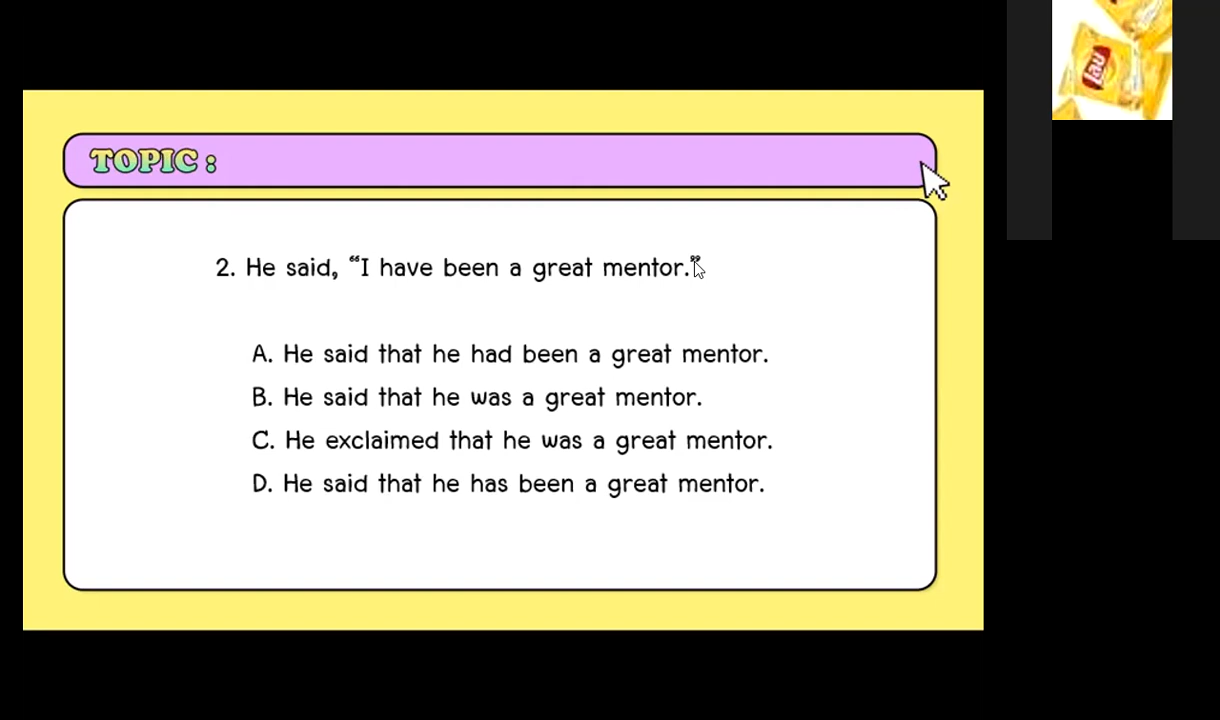 TOPIC :
2. He said, “I have been a great mentor.”
A. He said that he had been a great mentor.
B. He said that he was a great mentor.
C. He exclaimed that he was a great mentor.
D. He said that he has been a great mentor.